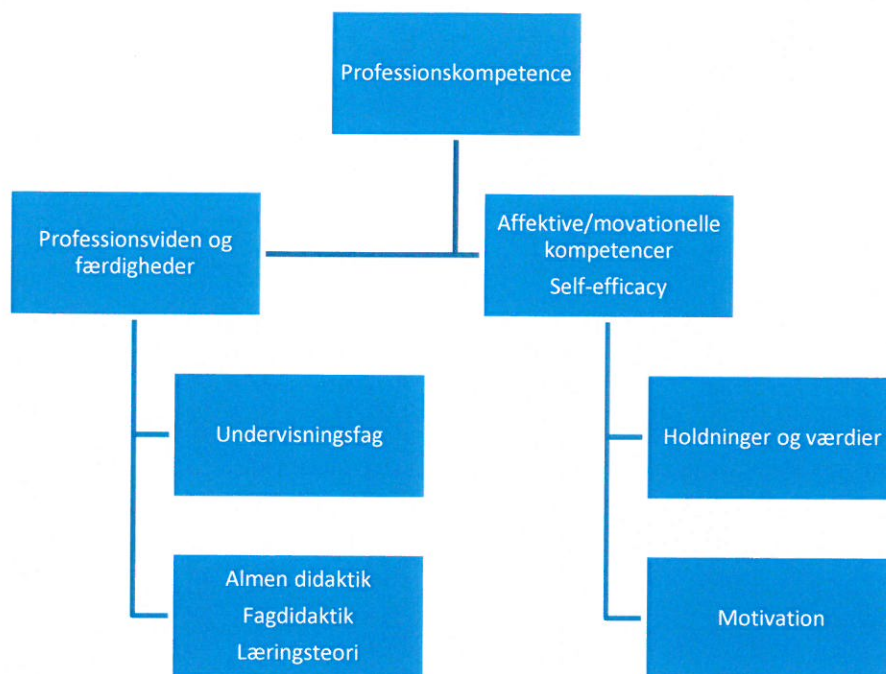 Professionskompetence
Professionsviden og
færdigheder
Affektive/movationelle
kompetencer
Self-efficacy
Undervisningsfag
Holdninger og værdier
Almen didaktik
Fagdidaktik
Læringsteori
Motivation